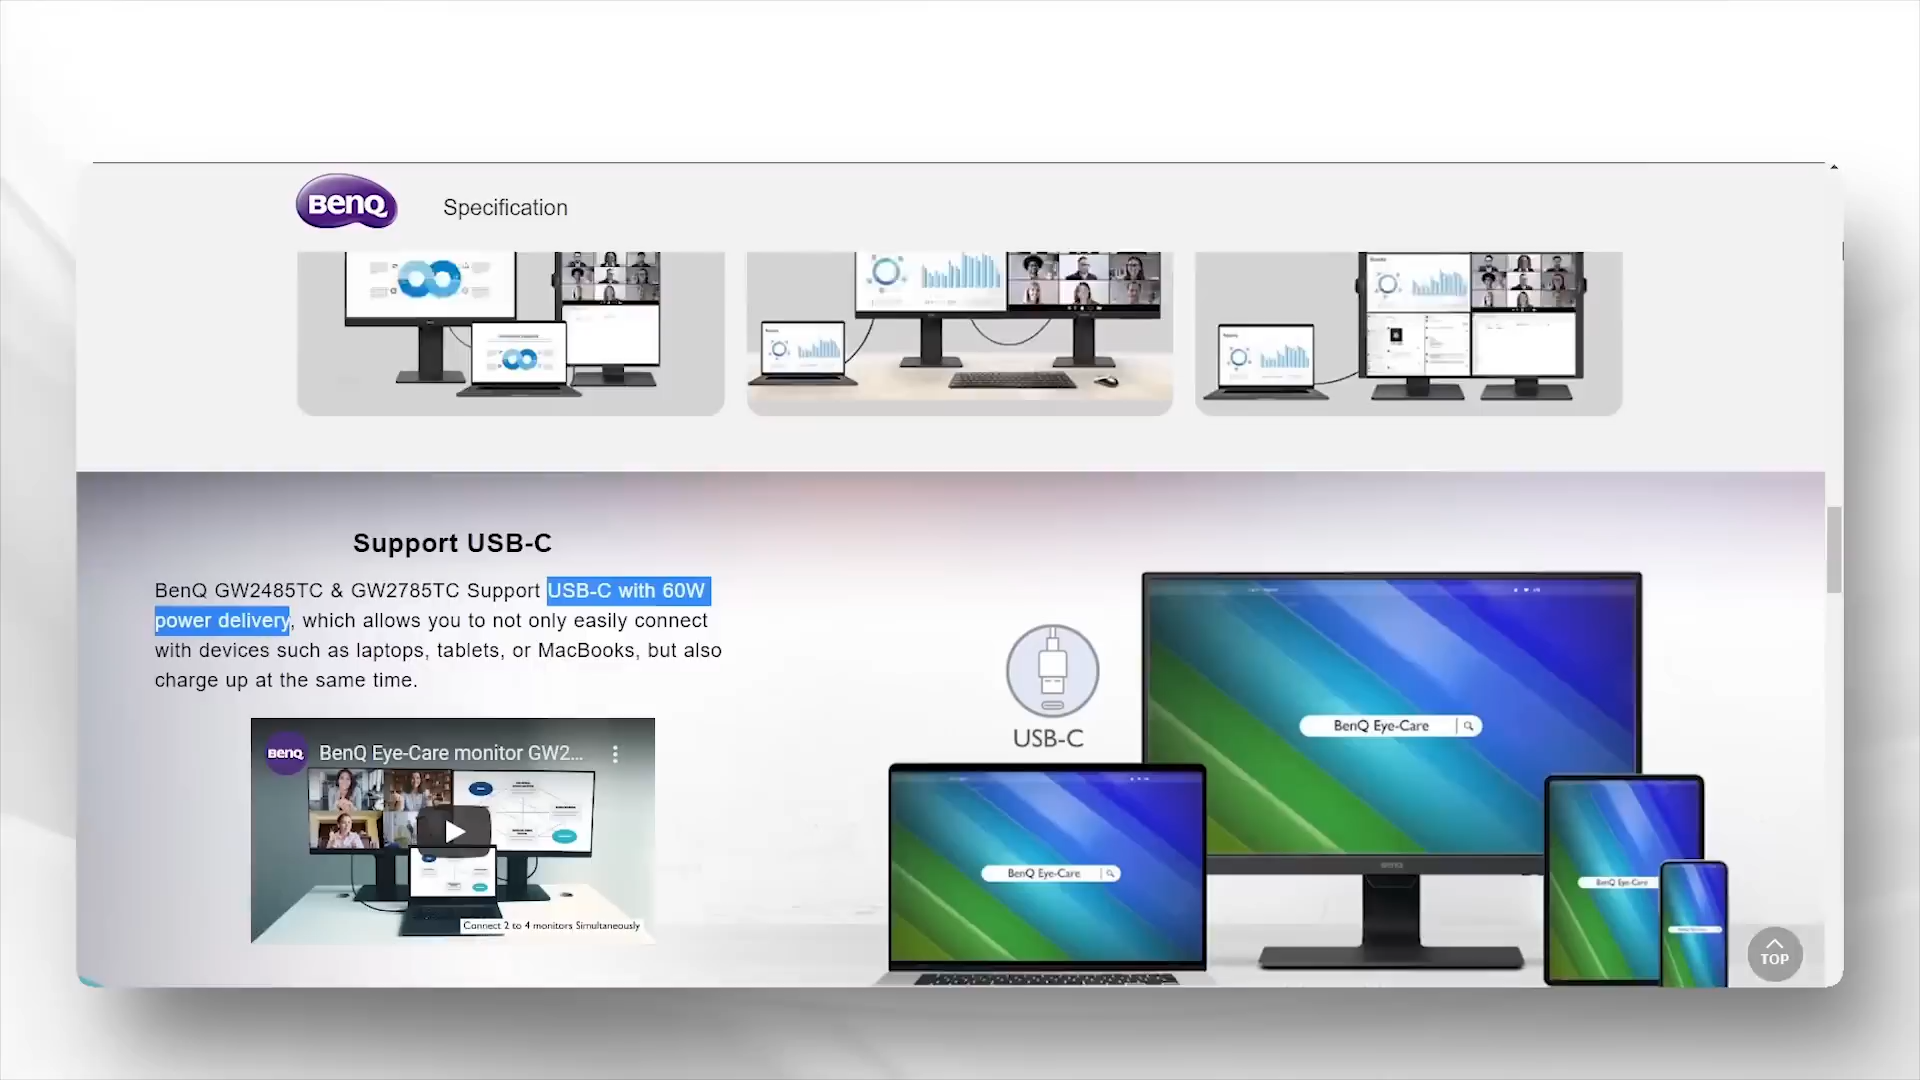 BenQ
Specification
Support USB-C
BenQ GW2485TC & GW2785TC Support USB-C with 60W
power delivery, which allows you to not only easily connect
with devices such as laptops, tablets, or MacBooks, but also
charge up at the same time.
BenQ
BenQ Eye-Care monitor GW2...
Connect 2 to 4 monitors Simultaneously
USB-C
BenQ Eye-Care
BenQ Eye-Care
BenQ Eye-Care
TOP